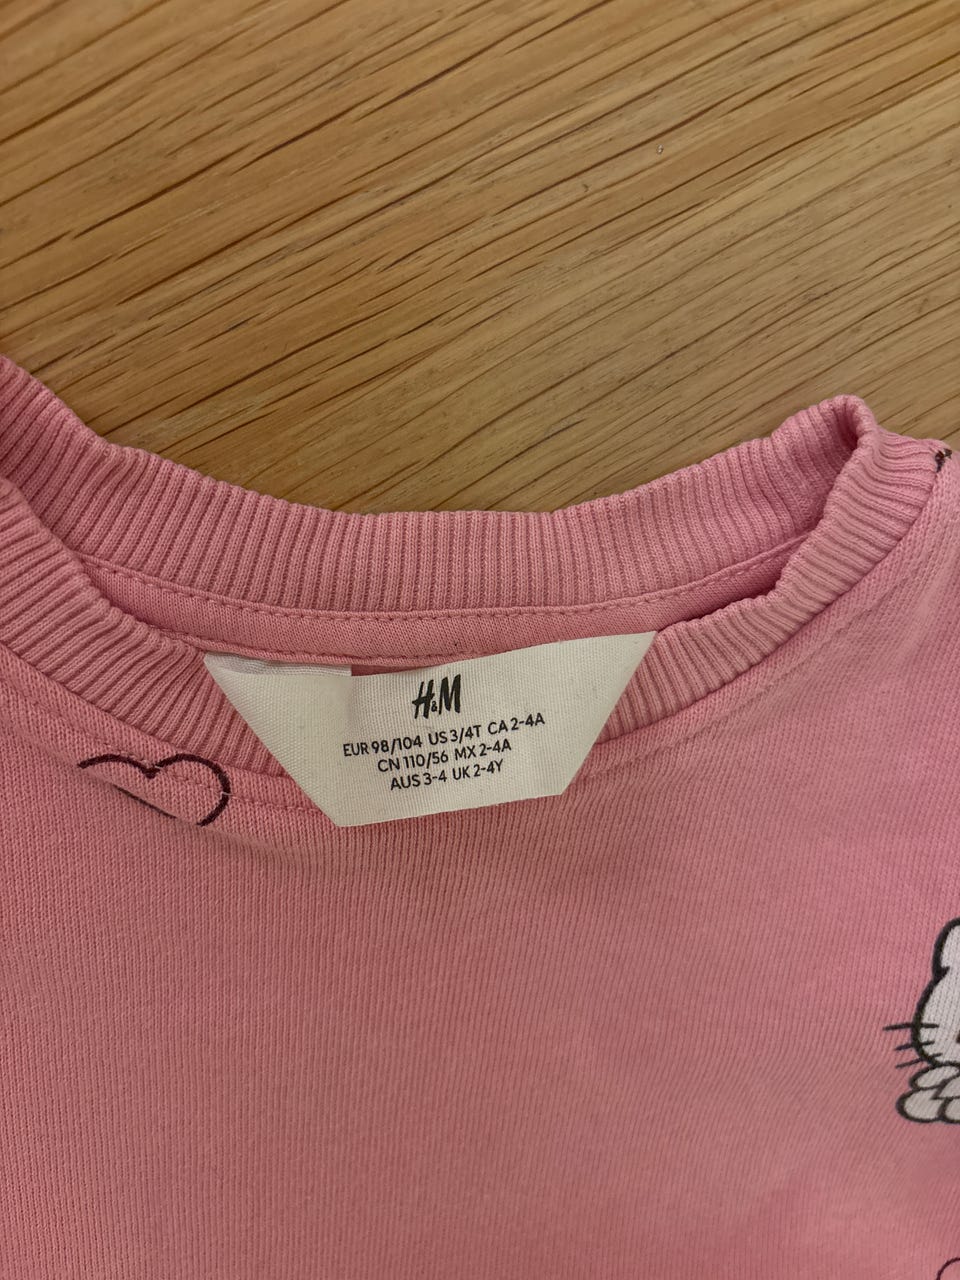 H&M
EUR 98/104 US 3/4T CA 2-4A
CN 110/56 MX 2-4A
AUS 3-4 UK 2-4Y